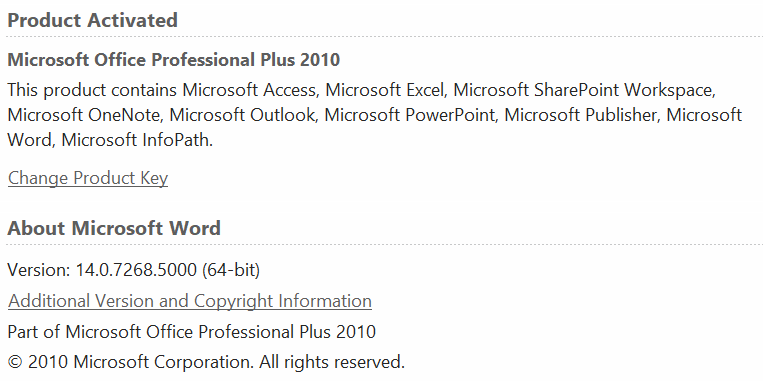 Product Activated
Microsoft Office Professional Plus 2010
This product contains Microsoft Access, Microsoft Excel, Microsoft SharePoint Workspace,
Microsoft OneNote, Microsoft Outlook, Microsoft PowerPoint, Microsoft Publisher, Microsoft
Word, Microsoft InfoPath.
Change Product Key
About Microsoft Word
Version: 14.0.7268.5000 (64-bit)
Additional Version and Copyright Information
Part of Microsoft Office Professional Plus 2010
© 2010 Microsoft Corporation. All rights reserved.